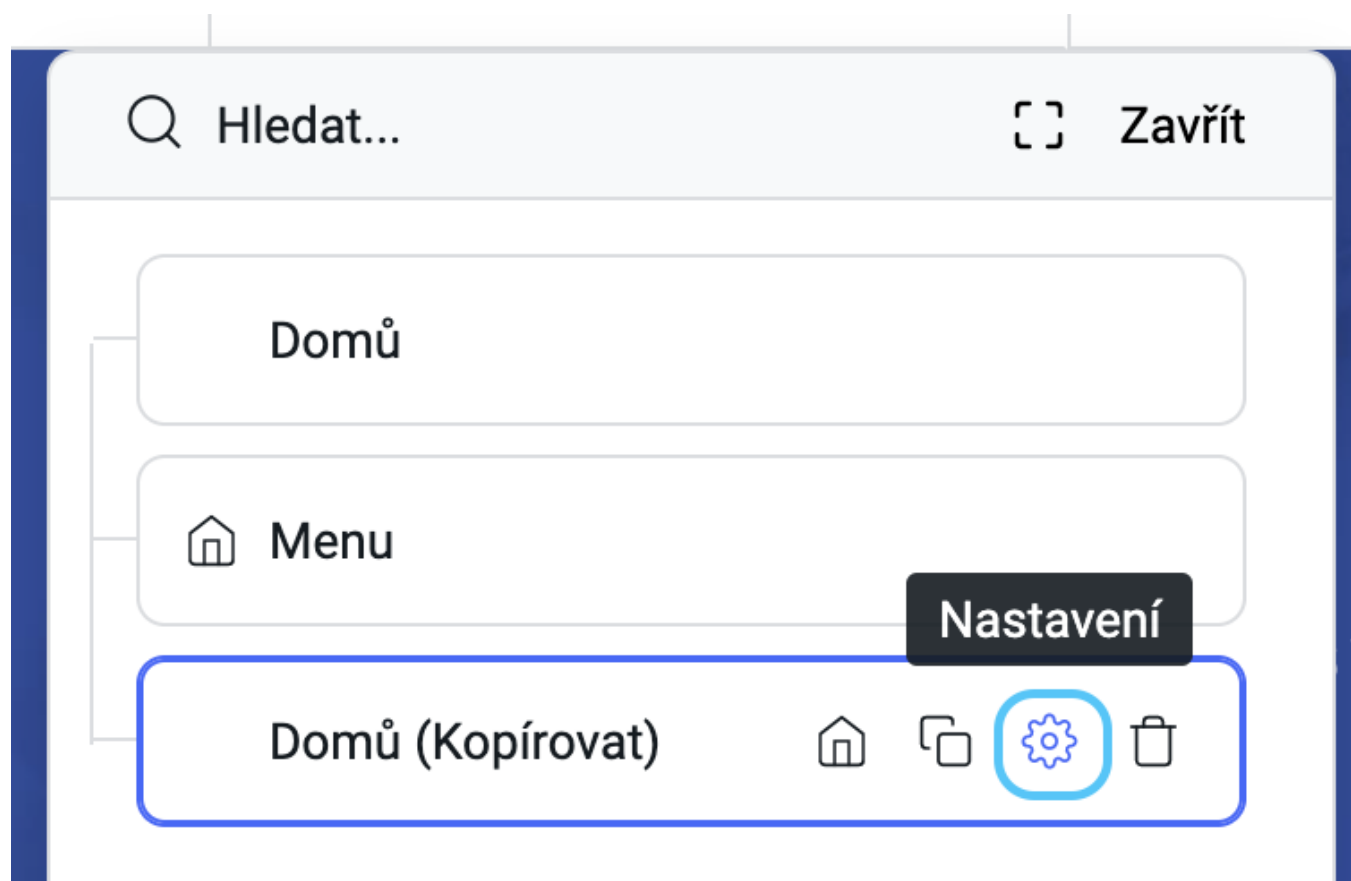 Hledat...
Zavřít
Domů
Menu
Nastavení
Domů (Kopírovat)